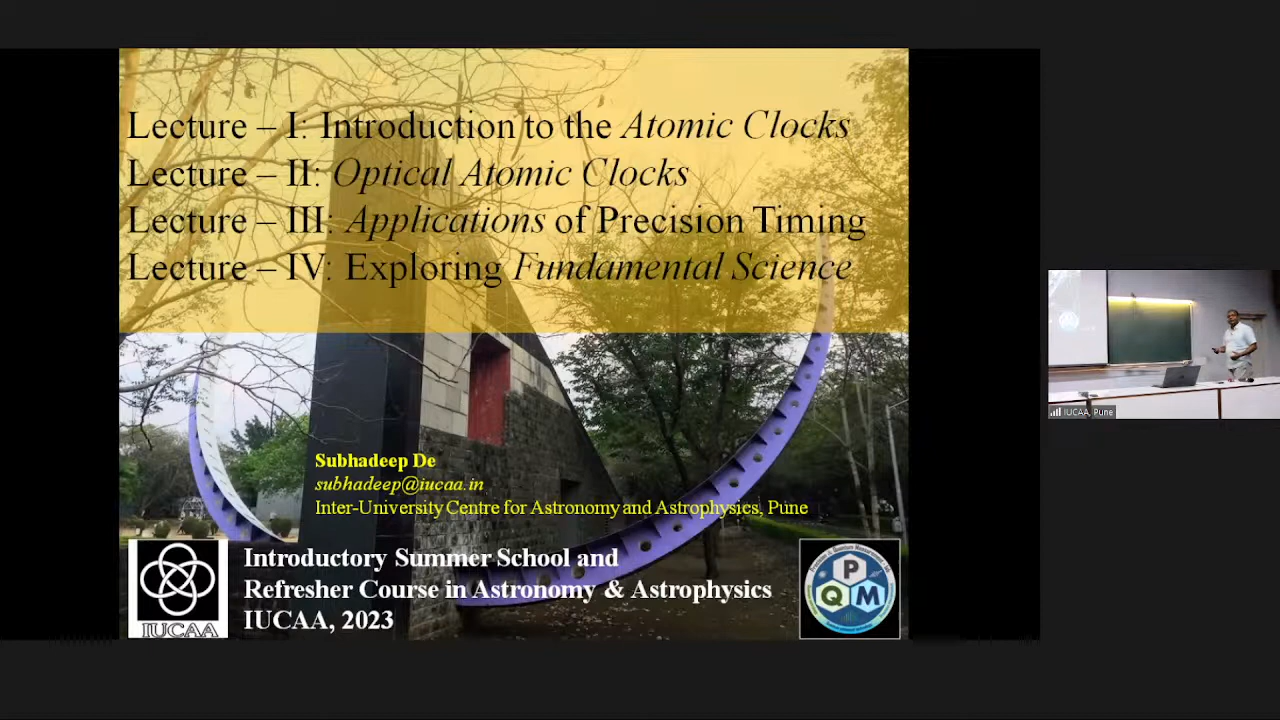 Lecture – I: Introduction to the Atomic Clocks
Lecture – II: Optical Atomic Clocks
Lecture – III: Applications of Precision Timing
Lecture – IV: Exploring Fundamental Science
Subhadeep De
subhadeep@iucaa.in
Inter-University Centre for Astronomy and Astrophysics, Pune
Introductory Summer School and
Refresher Course in Astronomy & Astrophysics
IUCAA, 2023
IUCAA
P
Q M
IUCAA, Pune